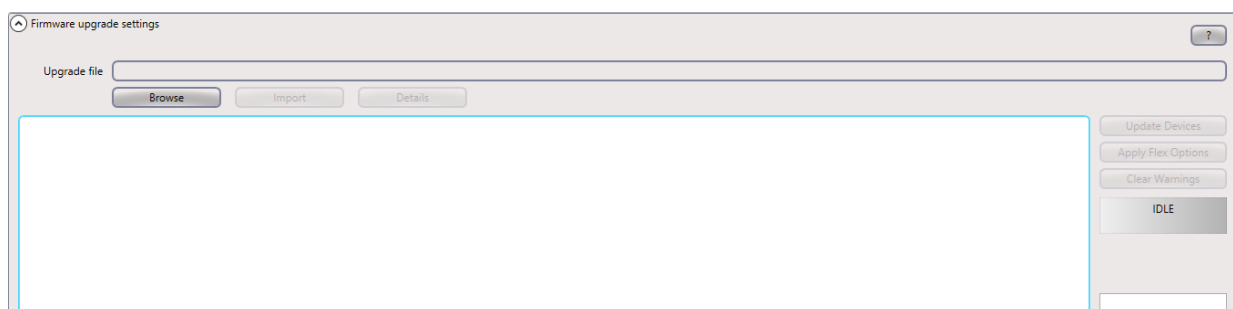 Firmware upgrade settings
?
Upgrade file
Browse Import Details
Update Devices
Apply Flex Options
Clear Warnings
IDLE